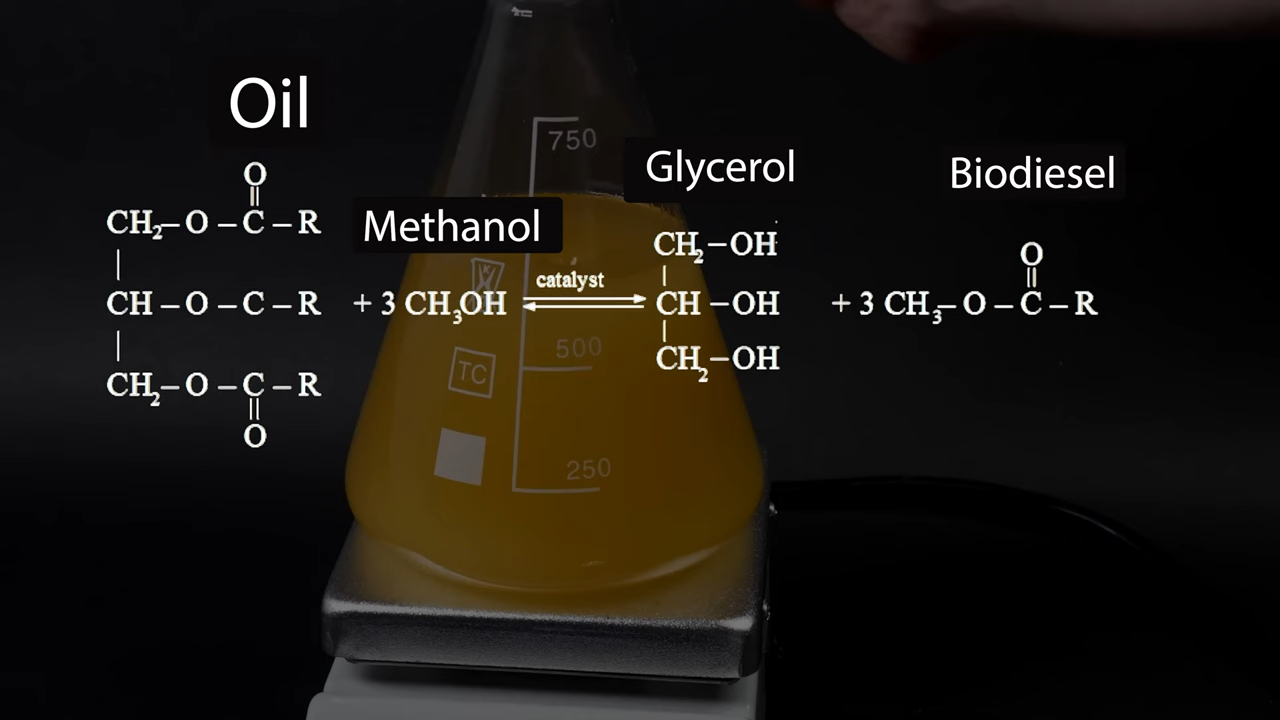 Oil
Methanol
Glycerol
Biodiesel
O
||
CH₂–O–C–R
|
CH–O–C–R
|
CH₂–O–C–R
||
O
+ 3 CH₃OH
catalyst
CH₂–OH
|
CH–OH
|
CH₂–OH
O
||
+ 3 CH₃–O–C–R
750
500
TC
250